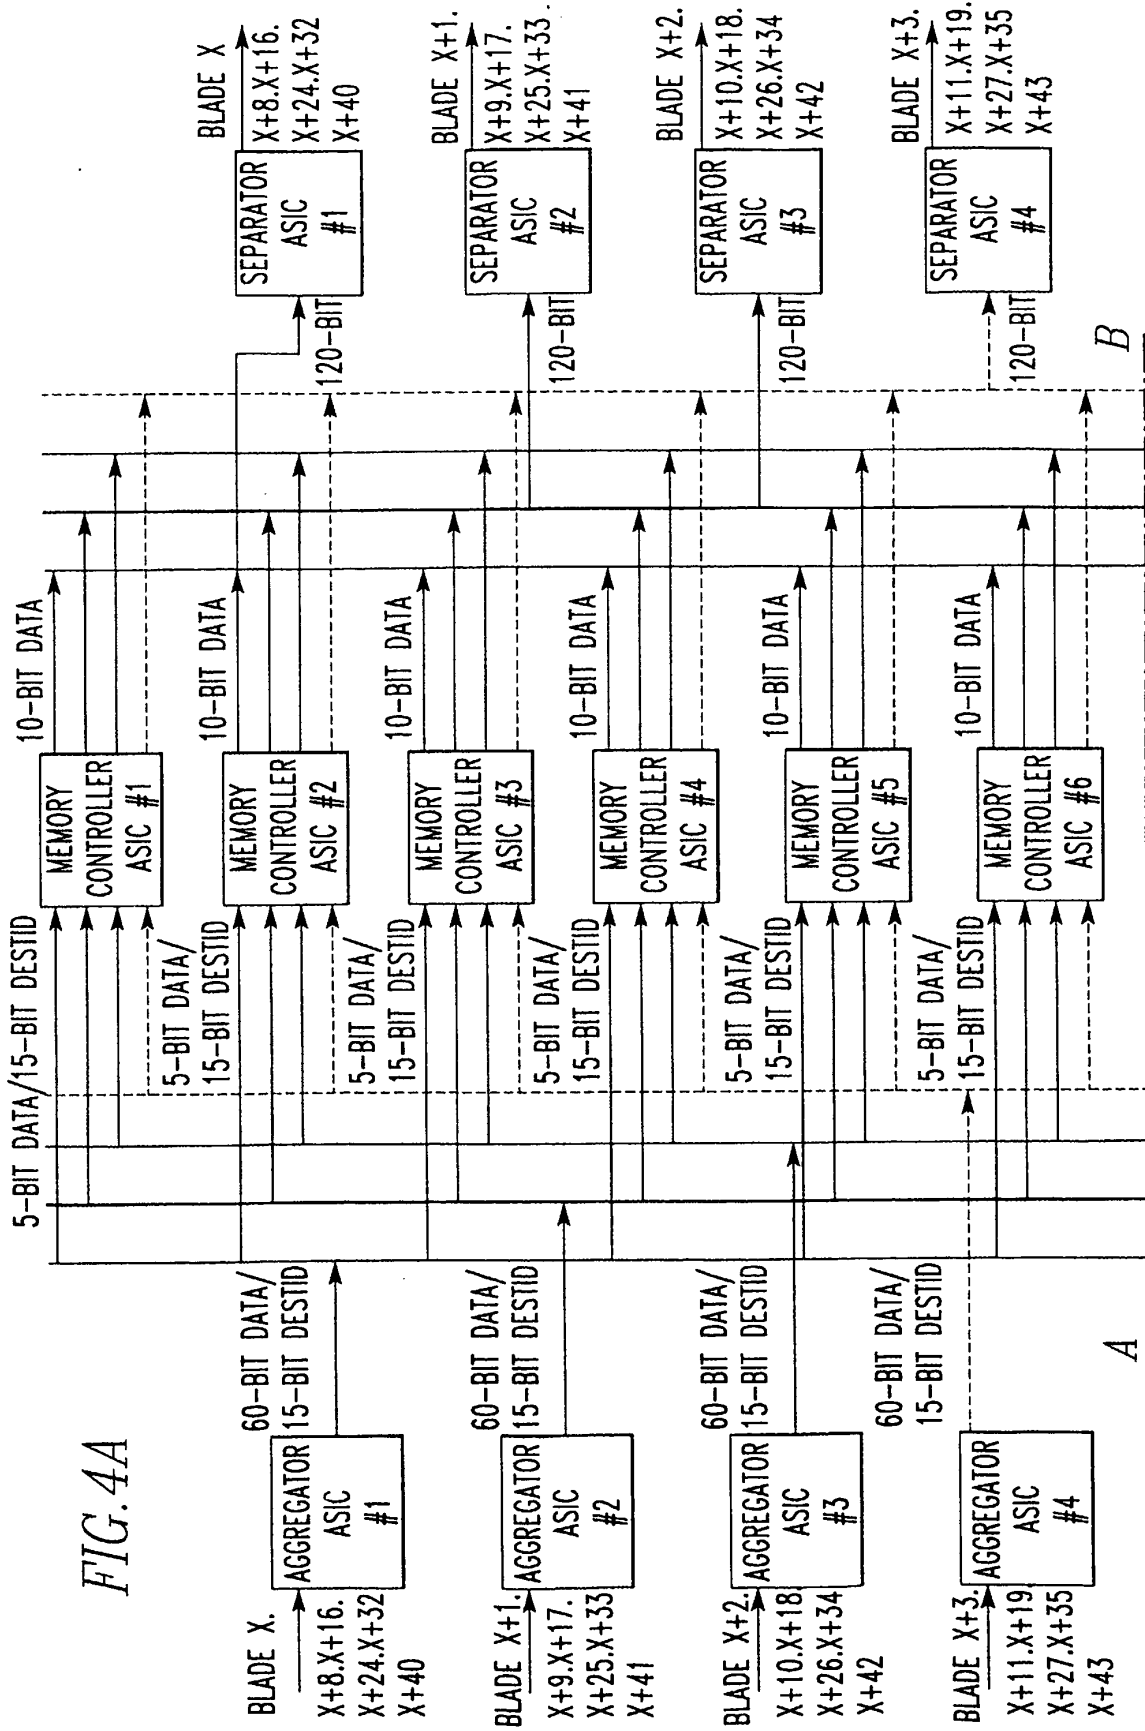 FIG. 4A
BLADE X.
X+8.X+16.
X+24.X+32
X+40
AGGREGATOR
ASIC
#1
60-BIT DATA/
15-BIT DESTID
BLADE X+1.
X+9.X+17.
X+25.X+33
X+41
AGGREGATOR
ASIC
#2
60-BIT DATA/
15-BIT DESTID
BLADE X+2.
X+10.X+18.
X+26.X+34
X+42
AGGREGATOR
ASIC
#3
60-BIT DATA/
15-BIT DESTID
BLADE X+3.
X+11.X+19.
X+27.X+35
X+43
AGGREGATOR
ASIC
#4
60-BIT DATA/
15-BIT DESTID
A
5-BIT DATA/15-BIT DESTID
MEMORY
CONTROLLER
ASIC #1
10-BIT DATA
5-BIT DATA/
15-BIT DESTID
MEMORY
CONTROLLER
ASIC #2
10-BIT DATA
5-BIT DATA/
15-BIT DESTID
MEMORY
CONTROLLER
ASIC #3
10-BIT DATA
5-BIT DATA/
15-BIT DESTID
MEMORY
CONTROLLER
ASIC #4
10-BIT DATA
5-BIT DATA/
15-BIT DESTID
MEMORY
CONTROLLER
ASIC #5
10-BIT DATA
5-BIT DATA/
15-BIT DESTID
MEMORY
CONTROLLER
ASIC #6
10-BIT DATA
120-BIT
SEPARATOR
ASIC
#1
BLADE X
X+8.X+16.
X+24.X+32
X+40
120-BIT
SEPARATOR
ASIC
#2
BLADE X+1.
X+9.X+17.
X+25.X+33.
X+41
120-BIT
SEPARATOR
ASIC
#3
BLADE X+2.
X+10.X+18.
X+26.X+34
X+42
120-BIT
SEPARATOR
ASIC
#4
BLADE X+3.
X+11.X+19.
X+27.X+35
X+43
B